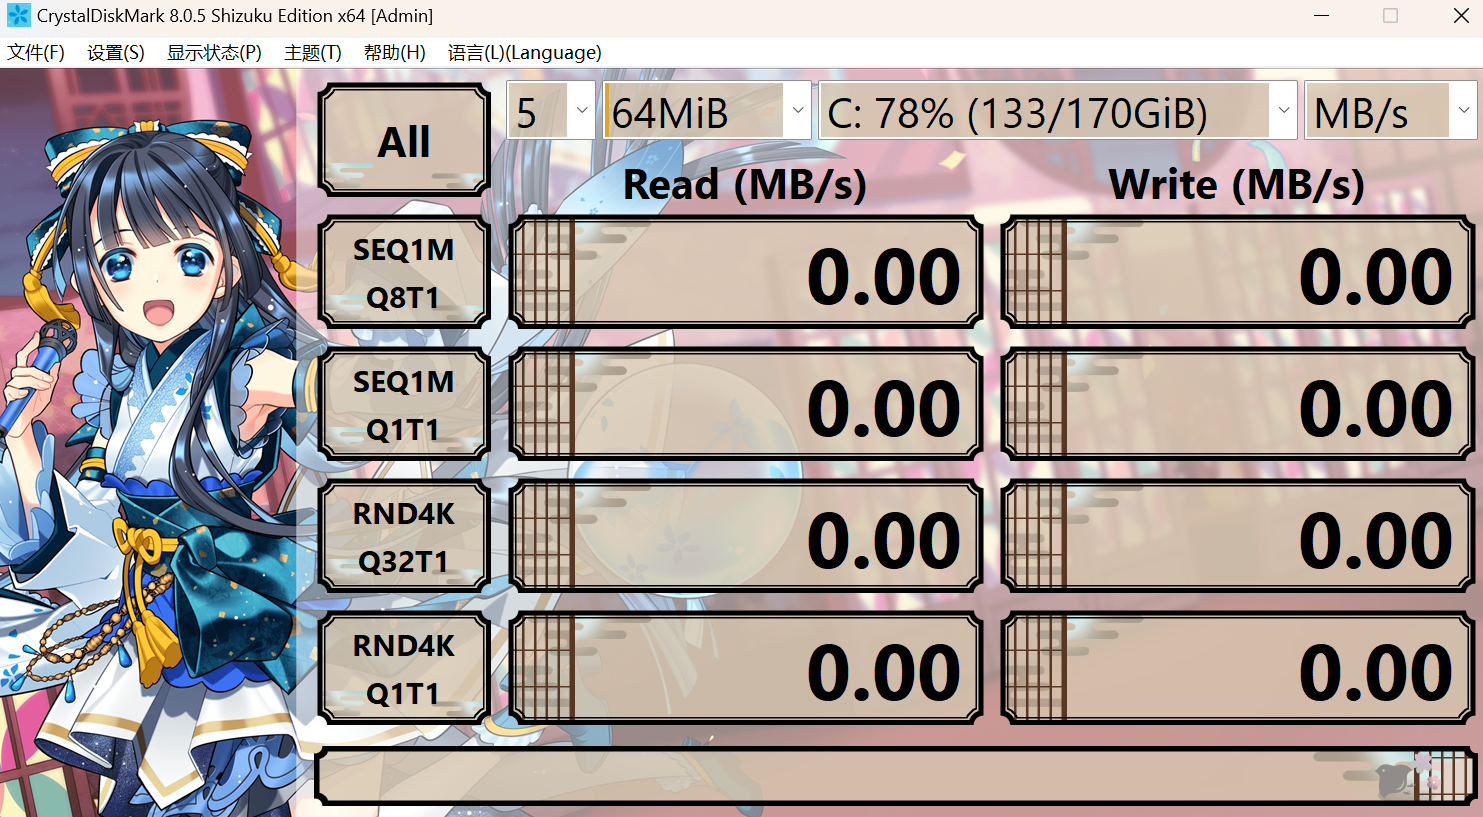 CrystalDiskMark 8.0.5 Shizuku Edition x64 [Admin]
文件(F) 设置(S) 显示状态(P) 主题(T) 帮助(H) 语言(L)(Language)
All 5 64MiB C: 78% (133/170GiB) MB/s
Read (MB/s) Write (MB/s)
SEQ1M
Q8T1
0.00 0.00
SEQ1M
Q1T1
0.00 0.00
RND4K
Q32T1
0.00 0.00
RND4K
Q1T1
0.00 0.00